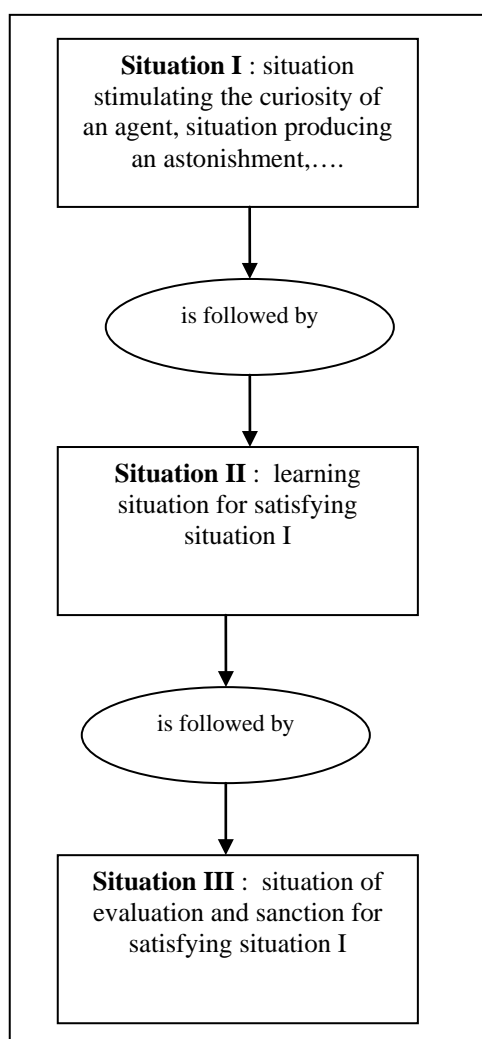 Situation I : situation
stimulating the curiosity of
an agent, situation producing
an astonishment,….
is followed by
Situation II :  learning
situation for satisfying
situation I
is followed by
Situation III :  situation of
evaluation and sanction for
satisfying situation I